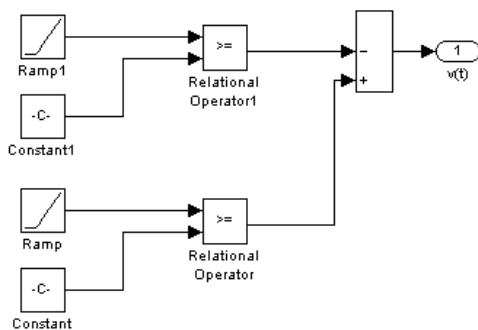 Ramp1
-C-
Constant1
>=
Relational
Operator1
−
+
1
v(t)
Ramp
-C-
Constant
>=
Relational
Operator